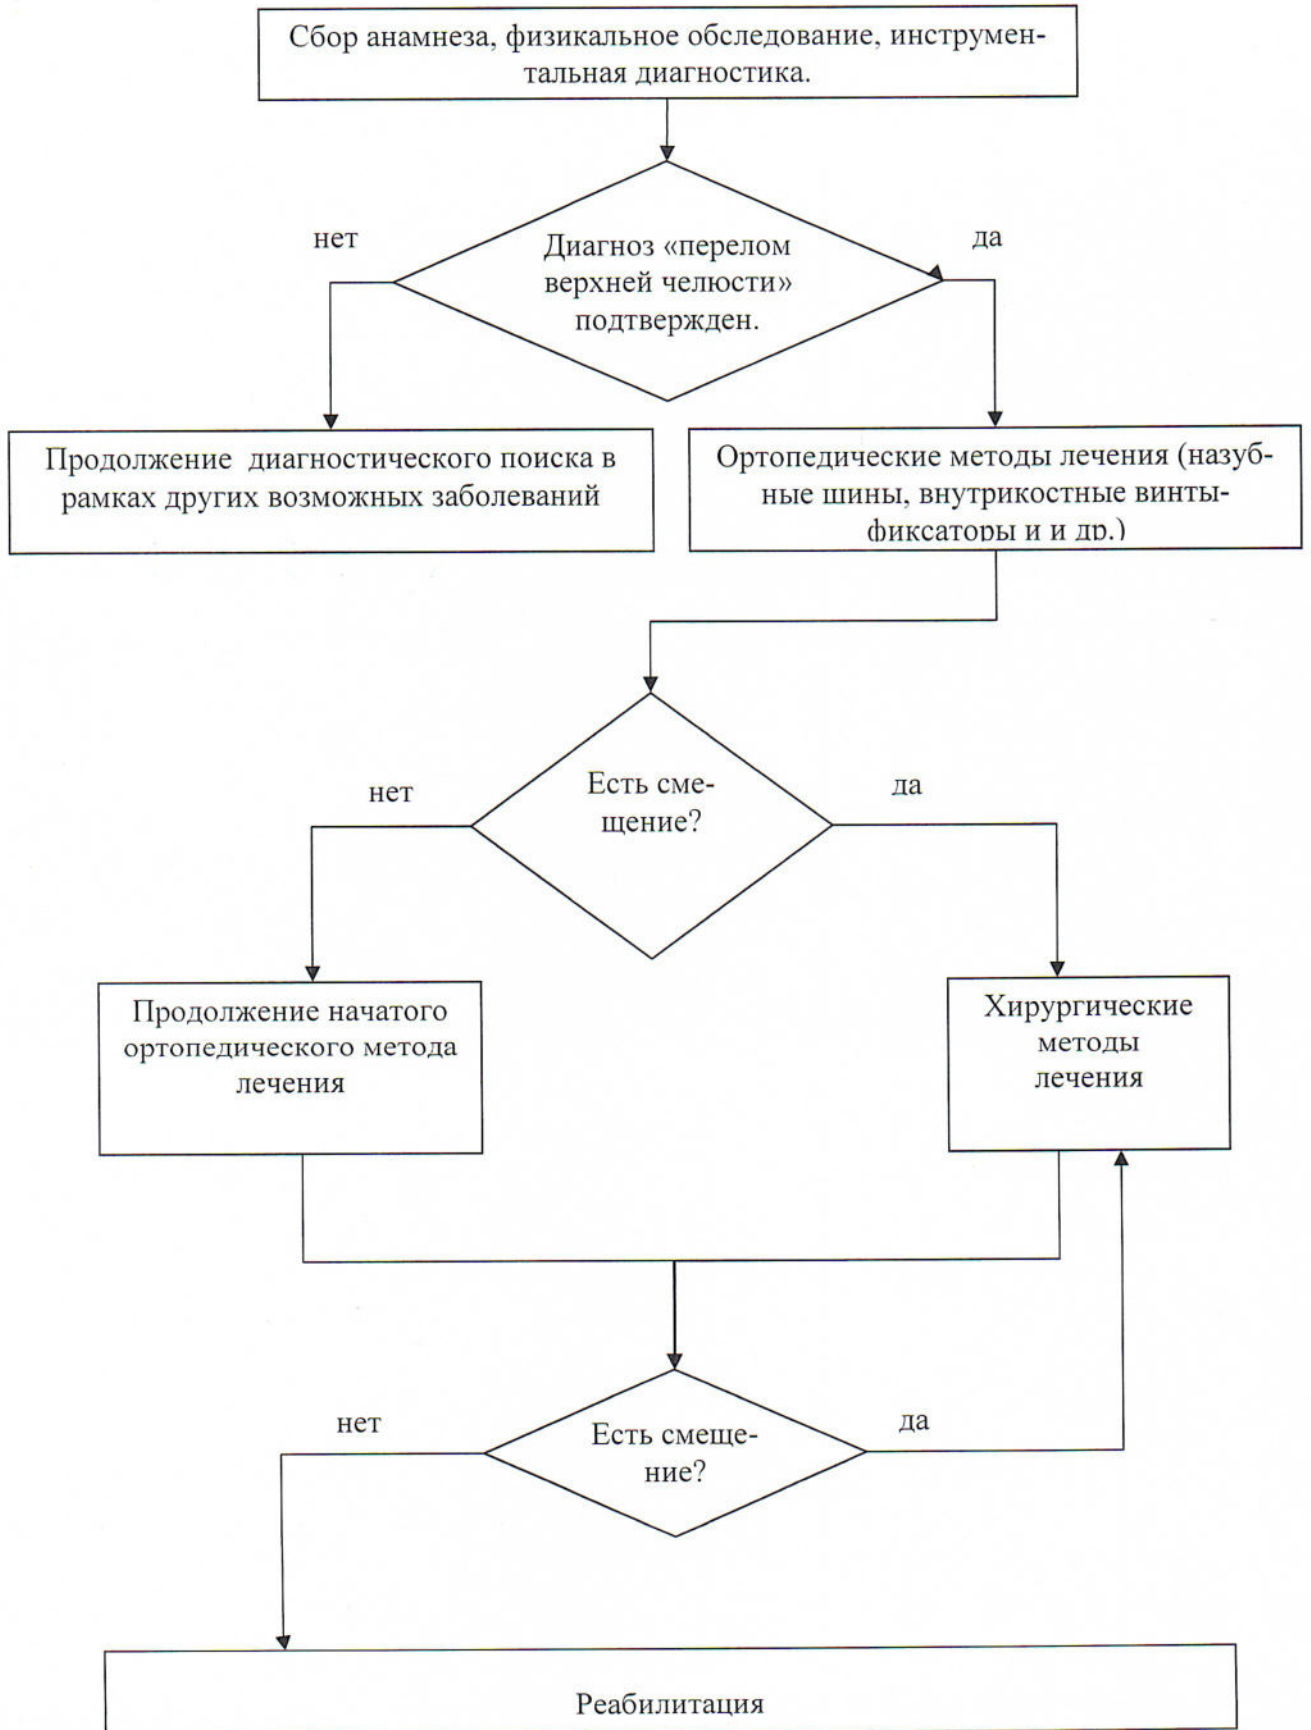 Сбор анамнеза, физикальное обследование, инструмен-
тальная диагностика.
нет
да
Диагноз «перелом
верхней челюсти»
подтвержден.
Продолжение диагностического поиска в
рамках других возможных заболеваний
Ортопедические методы лечения (назуб-
ные шины, внутрикостные винты-
фиксаторы и и др.)
нет
да
Есть сме-
щение?
Продолжение начатого
ортопедического метода
лечения
Хирургические
методы
лечения
нет
да
Есть смеще-
ние?
Реабилитация